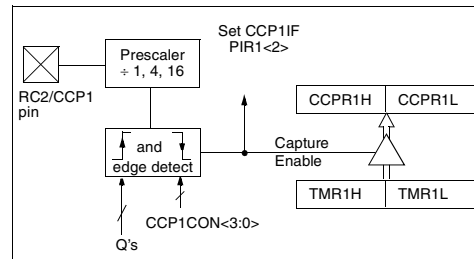 Set CCP1IF
PIR1<2>
Prescaler
÷ 1, 4, 16
RC2/CCP1
pin
CCPR1H CCPR1L
and
edge detect
Capture
Enable
TMR1H TMR1L
CCP1CON<3:0>
Q's